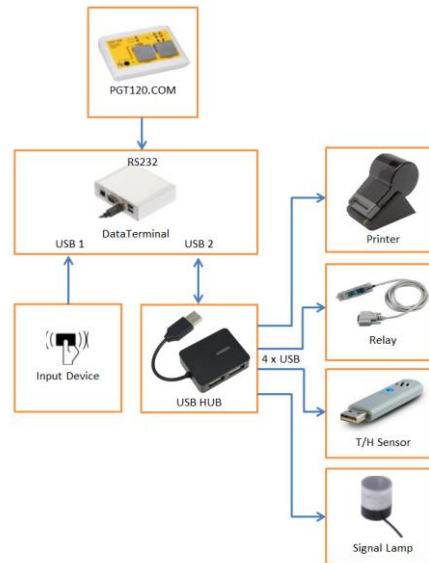 PGT120.COM
RS232
DataTerminal
USB 1
USB 2
Printer
Input Device
4 x USB
USB HUB
Relay
T/H Sensor
Signal Lamp